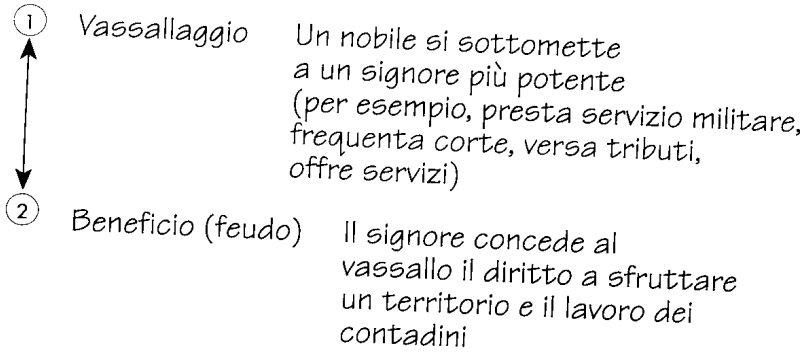 1 Vassallaggio Un nobile si sottomette
a un signore più potente
(per esempio, presta servizio militare,
frequenta corte, versa tributi,
offre servizi)
2 Beneficio (feudo) Il signore concede al
vassallo il diritto a sfruttare
un territorio e il lavoro dei
contadini